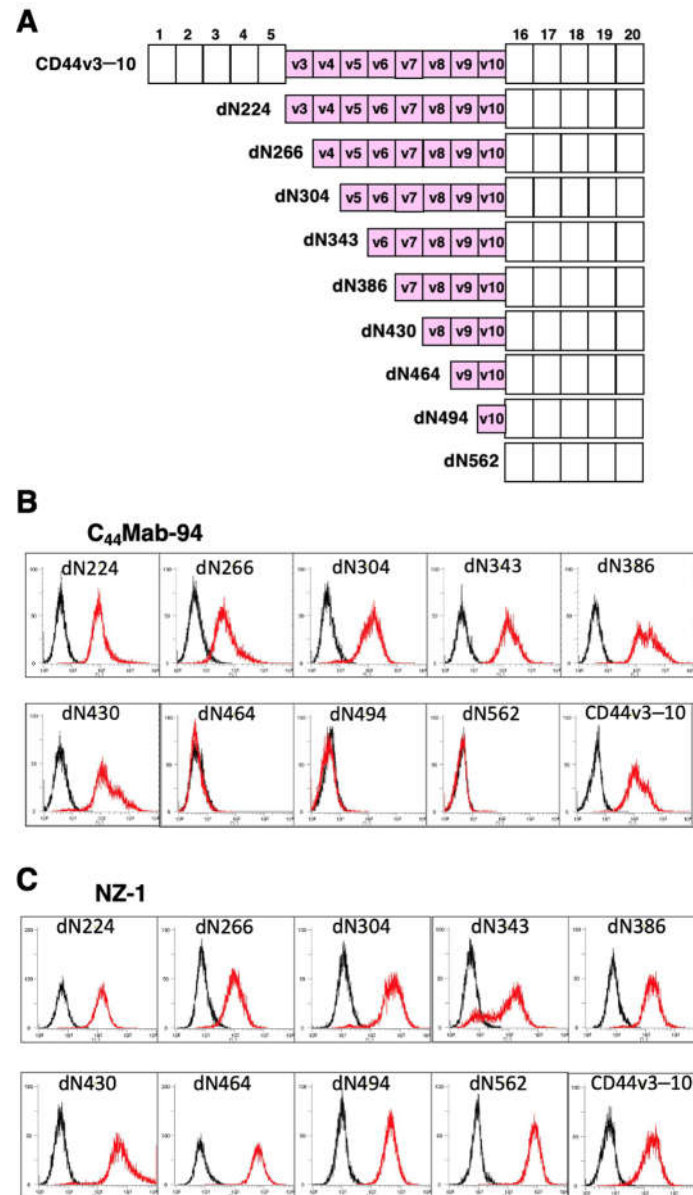 A
1 2 3 4 5 16 17 18 19 20
CD44v3–10 v3 v4 v5 v6 v7 v8 v9 v10
dN224 v3 v4 v5 v6 v7 v8 v9 v10
dN266 v4 v5 v6 v7 v8 v9 v10
dN304 v5 v6 v7 v8 v9 v10
dN343 v6 v7 v8 v9 v10
dN386 v7 v8 v9 v10
dN430 v8 v9 v10
dN464 v9 v10
dN494 v10
dN562
B
C₄₄Mab-94
dN224 dN266 dN304 dN343 dN386
dN430 dN464 dN494 dN562 CD44v3–10
C
NZ-1
dN224 dN266 dN304 dN343 dN386
dN430 dN464 dN494 dN562 CD44v3–10